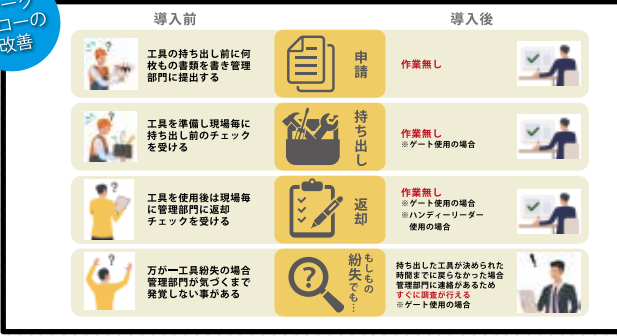 ーク
コーの
改善
導入前
導入後
工具の持ち出し前に何
枚もの書類を書き管理
部門に提出する
申請
作業無し
工具を準備し現場毎に
持ち出し前のチェック
を受ける
持ち出し
作業無し
※ゲート使用の場合
工具を使用後は現場毎
に管理部門に返却
チェックを受ける
返却
作業無し
※ゲート使用の場合
※ハンディーリーダー
使用の場合
万が一工具紛失の場合
管理部門が気づくまで
発覚しない事がある
もしもの
紛失でも…
持ち出した工具が決められた
時間までに戻らなかった場合
管理部門に連絡があるため
すぐに調査が行える
※ゲート使用の場合